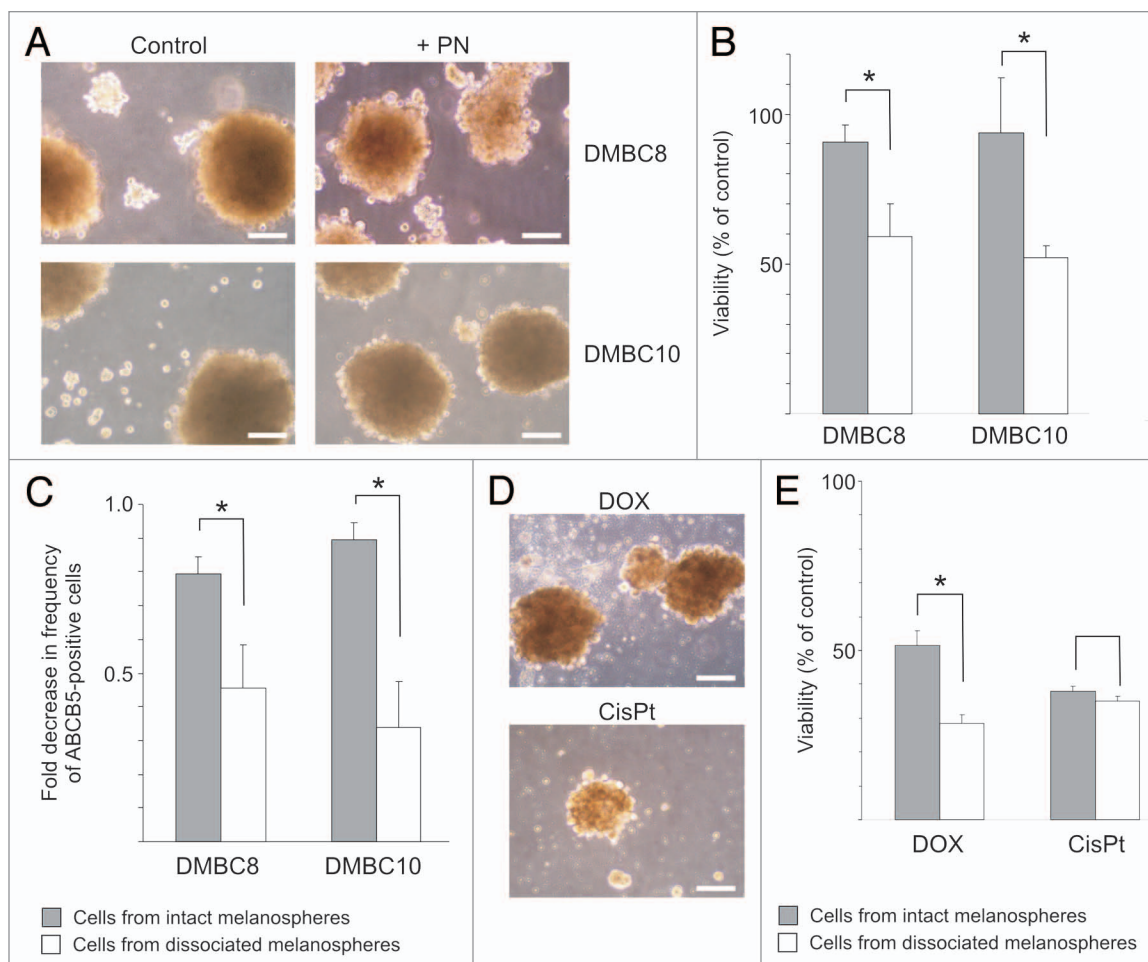 A
Control
+ PN
DMBC8
DMBC10
B
*
*
100
50
Viability (% of control)
DMBC8
DMBC10
C
*
*
1.0
0.5
Fold decrease in frequency
of ABCB5-positive cells
DMBC8
DMBC10
Cells from intact melanospheres
Cells from dissociated melanospheres
D
DOX
CisPt
E
100
*
50
Viability (% of control)
DOX
CisPt
Cells from intact melanospheres
Cells from dissociated melanospheres